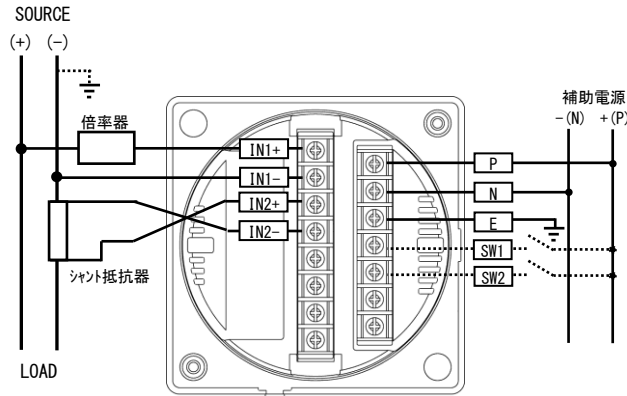 SOURCE
(+) (-)
倍率器
IN1+
IN1-
IN2+
IN2-
シャント抵抗器
LOAD
補助電源
-(N) +(P)
P
N
E
SW1
SW2